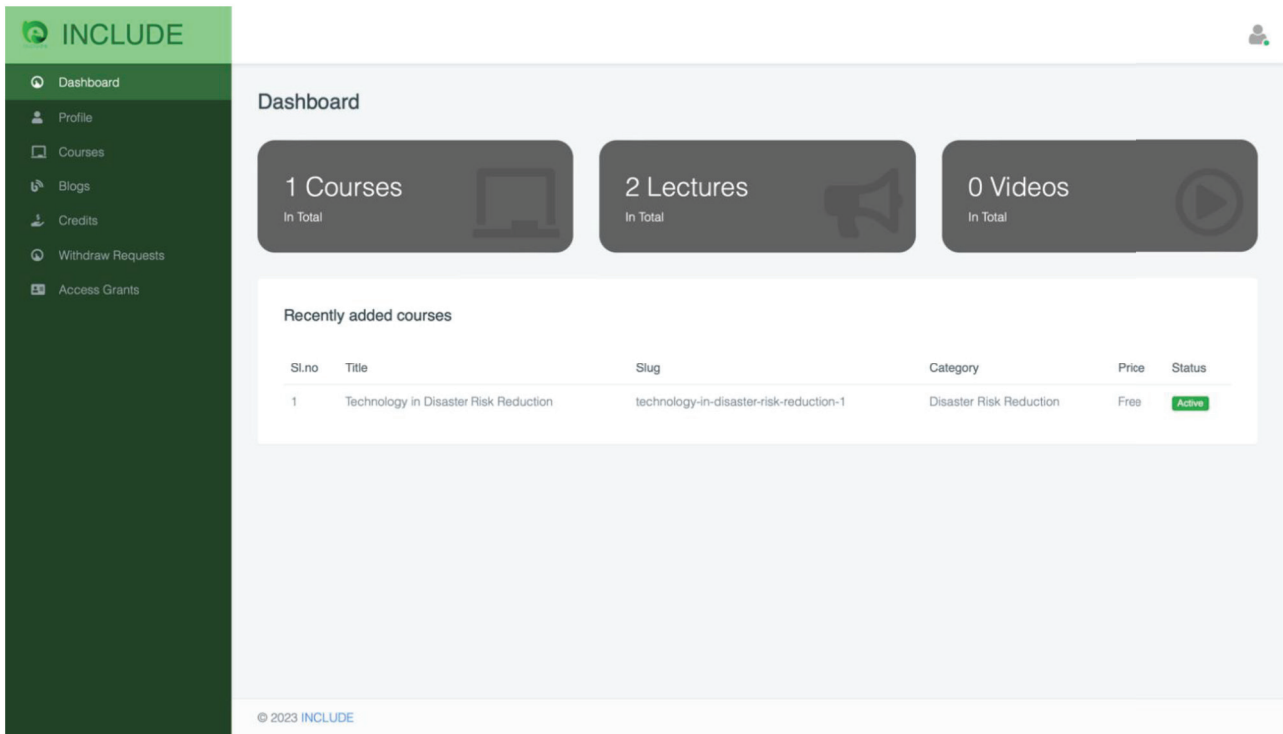 INCLUDE
Dashboard
Profile
Courses
Blogs
Credits
Withdraw Requests
Access Grants
Dashboard
1 Courses
In Total
2 Lectures
In Total
0 Videos
In Total
Recently added courses
Sl.no Title Slug Category Price Status
1 Technology in Disaster Risk Reduction technology-in-disaster-risk-reduction-1 Disaster Risk Reduction Free Active
© 2023 INCLUDE